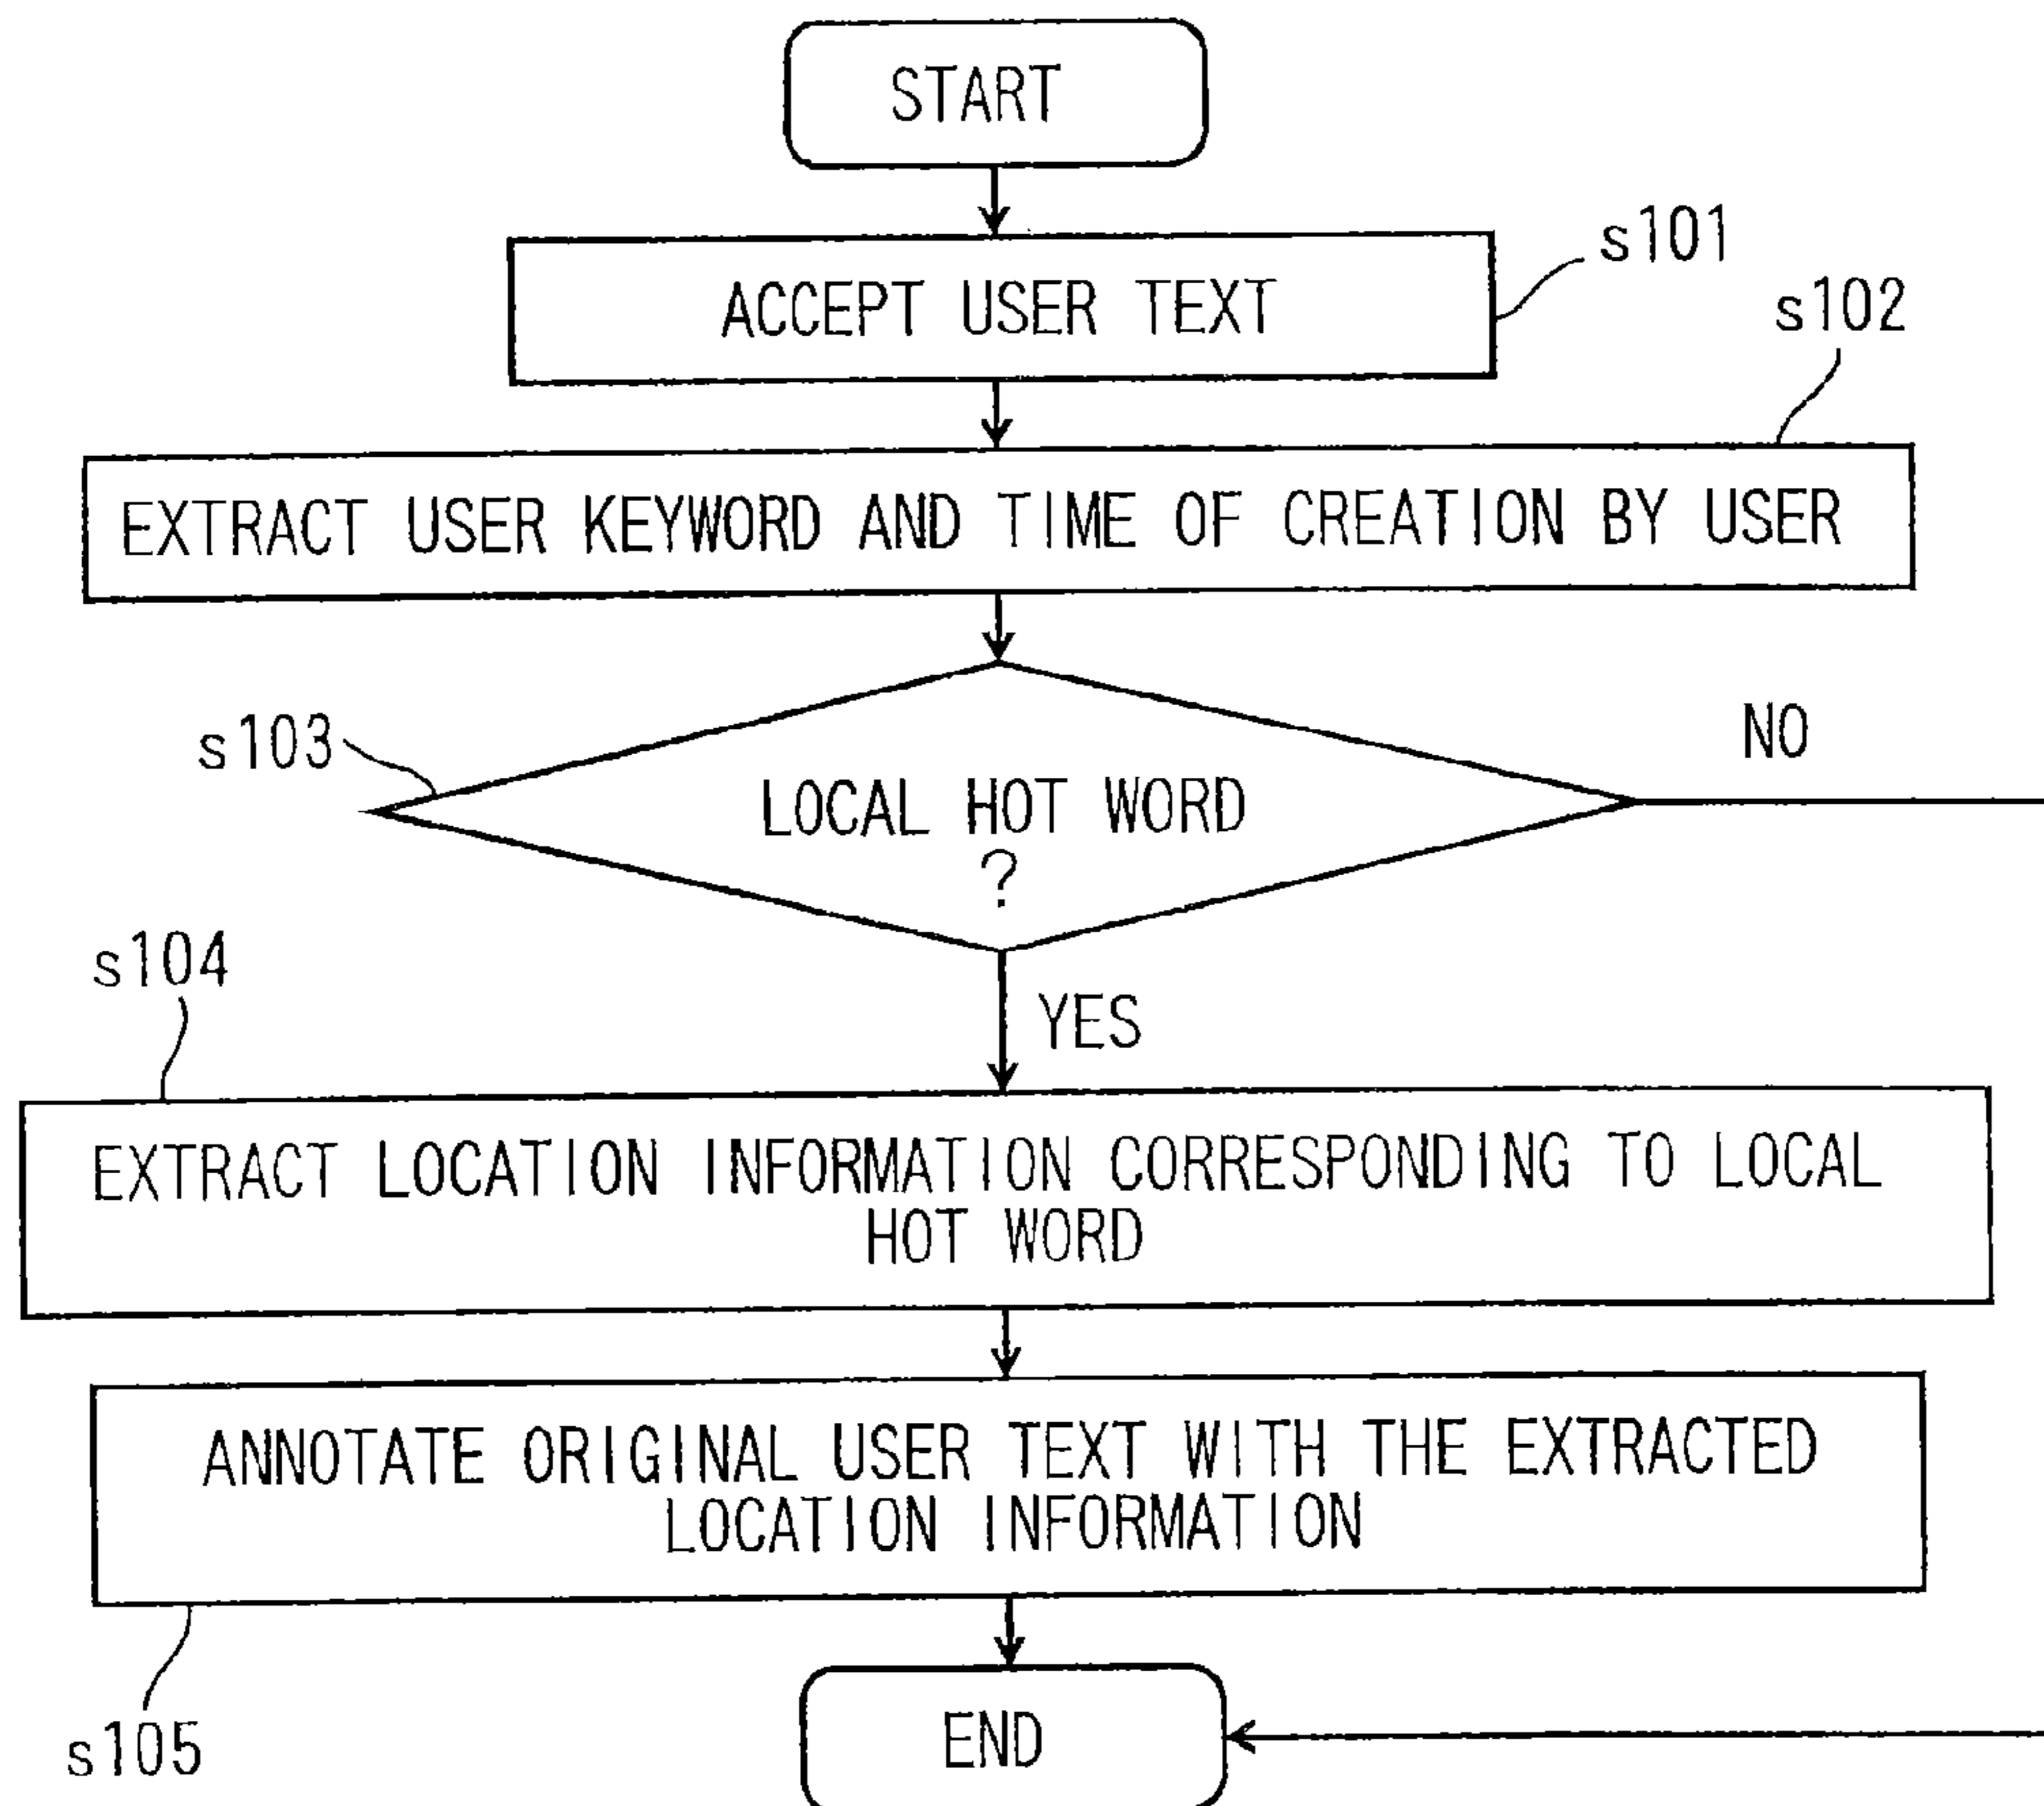 START
ACCEPT USER TEXT
s101
s102
EXTRACT USER KEYWORD AND TIME OF CREATION BY USER
s103
LOCAL HOT WORD
?
NO
YES
s104
EXTRACT LOCATION INFORMATION CORRESPONDING TO LOCAL
HOT WORD
ANNOTATE ORIGINAL USER TEXT WITH THE EXTRACTED
LOCATION INFORMATION
s105
END